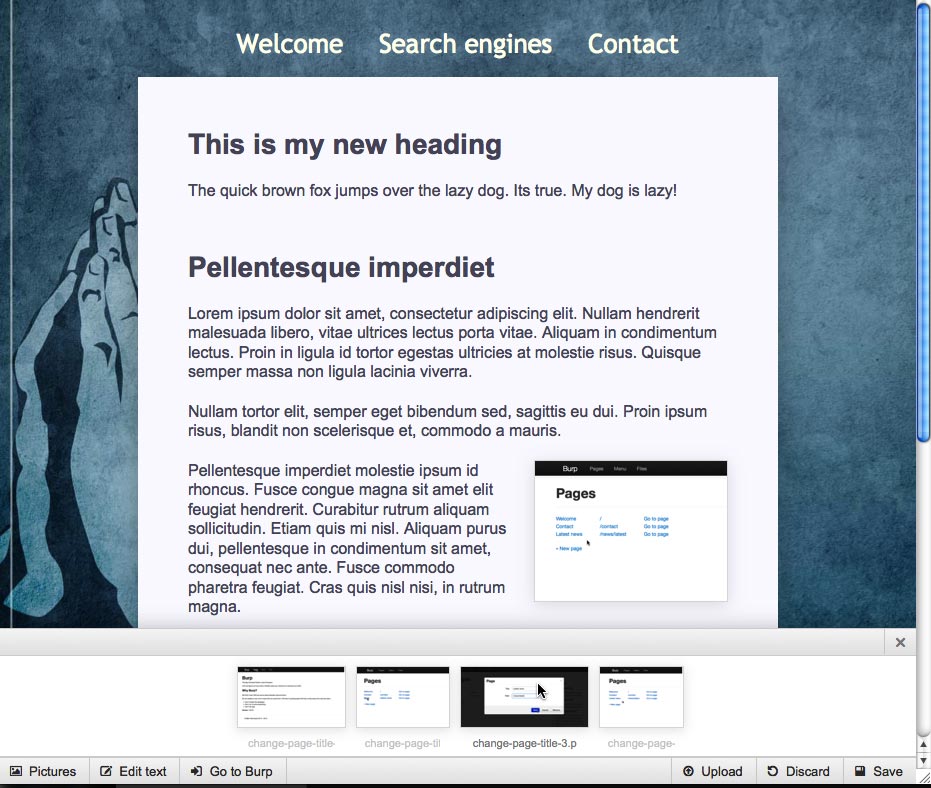 Welcome Search engines Contact
This is my new heading
The quick brown fox jumps over the lazy dog. Its true. My dog is lazy!
Pellentesque imperdiet
Lorem ipsum dolor sit amet, consectetur adipiscing elit. Nullam hendrerit
malesuada libero, vitae ultrices lectus porta vitae. Aliquam in condimentum
lectus. Proin in ligula id tortor egestas ultricies at molestie risus. Quisque
semper massa non ligula lacinia viverra.
Nullam tortor elit, semper eget bibendum sed, sagittis eu dui. Proin ipsum
risus, blandit non scelerisque et, commodo a mauris.
Pellentesque imperdiet molestie ipsum id
rhoncus. Fusce congue magna sit amet elit
feugiat hendrerit. Curabitur rutrum aliquam
sollicitudin. Etiam quis mi nisl. Aliquam purus
dui, pellentesque in condimentum sit amet,
consequat nec ante. Fusce commodo
pharetra feugiat. Cras quis nisl nisi, in rutrum
magna.
Burp Pages Menu Files
Pages
Welcome / Go to page
Contact /contact Go to page
Latest news /news/latest Go to page
+ New page
Burp
Pages
Page
Pages
change-page-title- change-page-titl change-page-title-3.p change-page-
Pictures Edit text Go to Burp Upload Discard Save